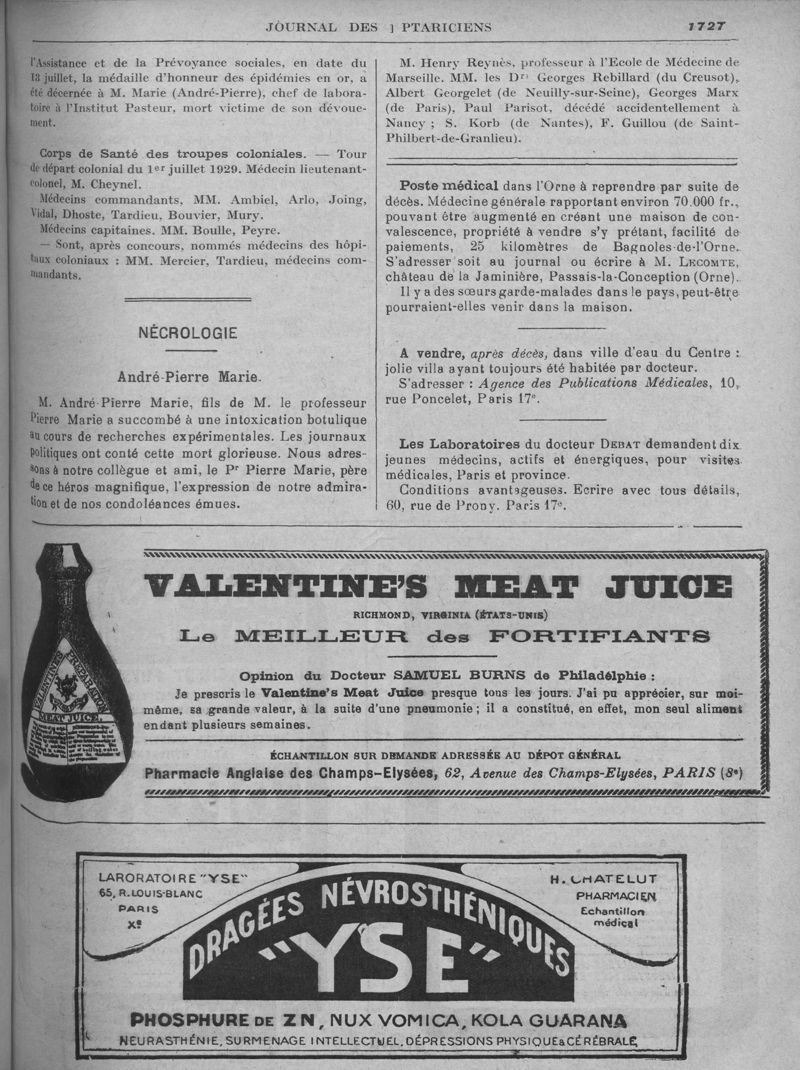 JOURNAL DES PTARICIENS 1727
l'Assistance et de la Prévoyance sociales, en date du
13 juillet, la médaille d'honneur des épidémies en or, a
été décernée à M. Marie (André-Pierre), chef de labora-
toire à l'Institut Pasteur, mort victime de son dévoue-
ment.
Corps de Santé des troupes coloniales. — Tour
de départ colonial du 1er juillet 1929. Médecin lieutenant-
colonel, M. Cheynel.
Médecins commandants, MM. Ambiel, Arlo, Joing,
Vidal, Dhoste, Tardieu, Bouvier, Mury.
Médecins capitaines. MM. Boulle, Peyre.
— Sont, après concours, nommés médecins des hôpi-
taux coloniaux : MM. Mercier, Tardieu, médecins com-
mandants.
NÉCROLOGIE
André-Pierre Marie.
M. André-Pierre Marie, fils de M. le professeur
Pierre Marie a succombé à une intoxication botulique
au cours de recherches expérimentales. Les journaux
politiques ont conté cette mort glorieuse. Nous adres-
sons à notre collègue et ami, le Pr Pierre Marie, père
de ce héros magnifique, l'expression de notre admira-
tion et de nos condoléances émues.
M. Henry Reynès, professeur à l'Ecole de Médecine de
Marseille. MM. les Drs Georges Rebillard (du Creusot),
Albert Georgelet (de Neuilly-sur-Seine), Georges Marx
(de Paris), Paul Parisot, décédé accidentellement à
Nancy ; S. Korb (de Nantes), F. Guillou (de Saint-
Philbert-de-Granlieu).
Poste médical dans l'Orne à reprendre par suite de
décès. Médecine générale rapportant environ 70.000 fr.,
pouvant être augmenté en créant une maison de con-
valescence, propriété à vendre s'y prétant, facilité de
paiements, 25 kilomètres de Bagnoles-de-l'Orne.
S'adresser soit au journal ou écrire à M. LECOMTE,
château de la Jaminière, Passais-la-Conception (Orne).
Il y a des sœurs garde-malades dans le pays, peut-être
pourraient-elles venir dans la maison.
A vendre, après décès, dans ville d'eau du Centre :
jolie villa ayant toujours été habitée par docteur.
S'adresser : Agence des Publications Médicales, 10,
rue Poncelet, Paris 17e.
Les Laboratoires du docteur DEBAT demandent dix
jeunes médecins, actifs et énergiques, pour visites
médicales, Paris et province.
Conditions avantageuses. Ecrire avec tous détails,
60, rue de Prony. Paris 17e.
VALENTINE'S MEAT JUICE
RICHMOND, VIRGINIA (ÉTATS-UNIS)
Le MEILLEUR des FORTIFIANTS
Opinion du Docteur SAMUEL BURNS de Philadélphie :
Je prescris le Valentine's Meat Juice presque tous les jours. J'ai pu apprécier, sur moi-
même, sa grande valeur, à la suite d'une pneumonie ; il a constitué, en effet, mon seul aliment
endant plusieurs semaines.
ÉCHANTILLON SUR DEMANDE ADRESSÉE AU DÉPOT GÉNÉRAL
Pharmacie Anglaise des Champs-Elysées, 62, Avenue des Champs-Elysées, PARIS (8e)
VALENTINE'S PREPARATION
MEAT JUICE.
LARORATOIRE "YSE"
65, R. LOUIS-BLANC
PARIS
Xe
H. CHATELUT
PHARMACIEN
Echantillon
médical
DRAGÉES NÉVROSTHÉNIQUES
"YSE"
PHOSPHURE DE ZN, NUX VOMICA, KOLA GUARANA
NEURASTHÉNIE, SURMENAGE INTELLECTUEL, DÉPRESSIONS PHYSIQUE & CÉRÉBRALE